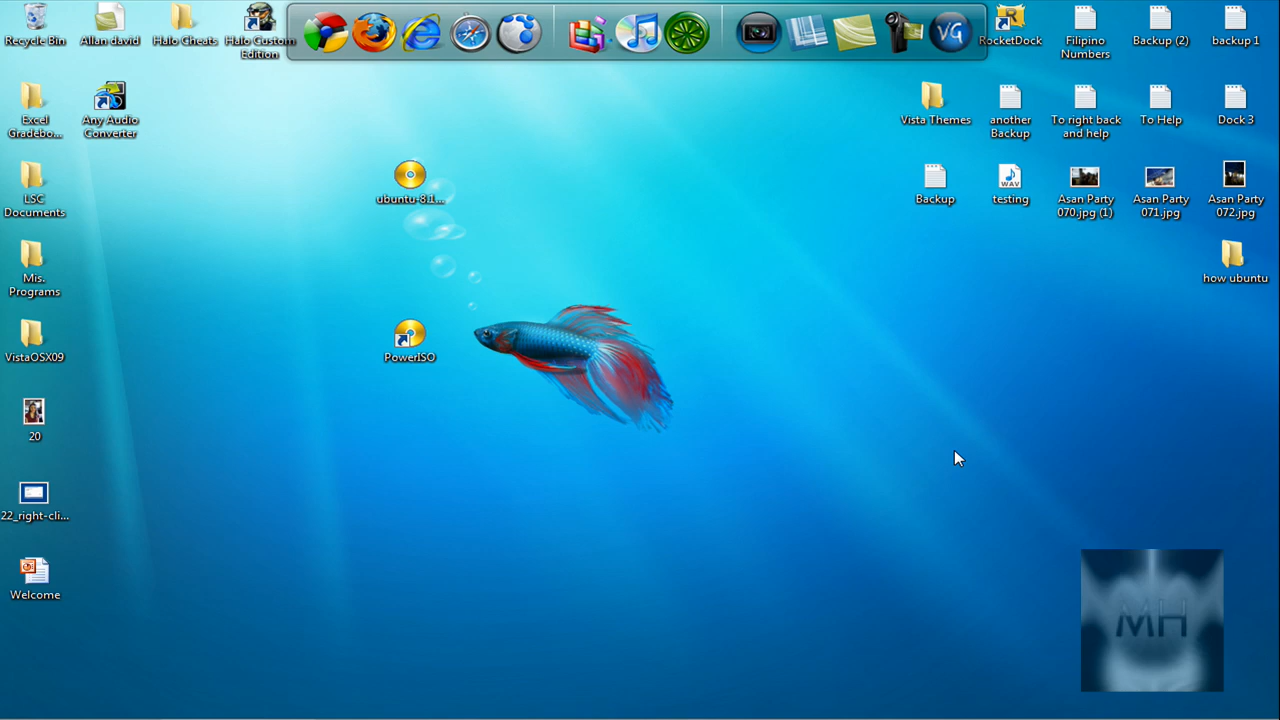 Recycle Bin
Allan david
Halo Cheats
Halo Custom
Edition
VG
RocketDock
Filipino
Numbers
Backup (2)
backup 1
Excel
Gradebo...
Any Audio
Converter
Vista Themes
another
Backup
To right back
and help
To Help
Dock 3
LSC
Documents
ubuntu-8.1...
Backup
WAV
testing
Asan Party
070.jpg (1)
Asan Party
071.jpg
Asan Party
072.jpg
Mis.
Programs
how ubuntu
VistaOSX09
PowerISO
20
22_right-cli...
Welcome
MH